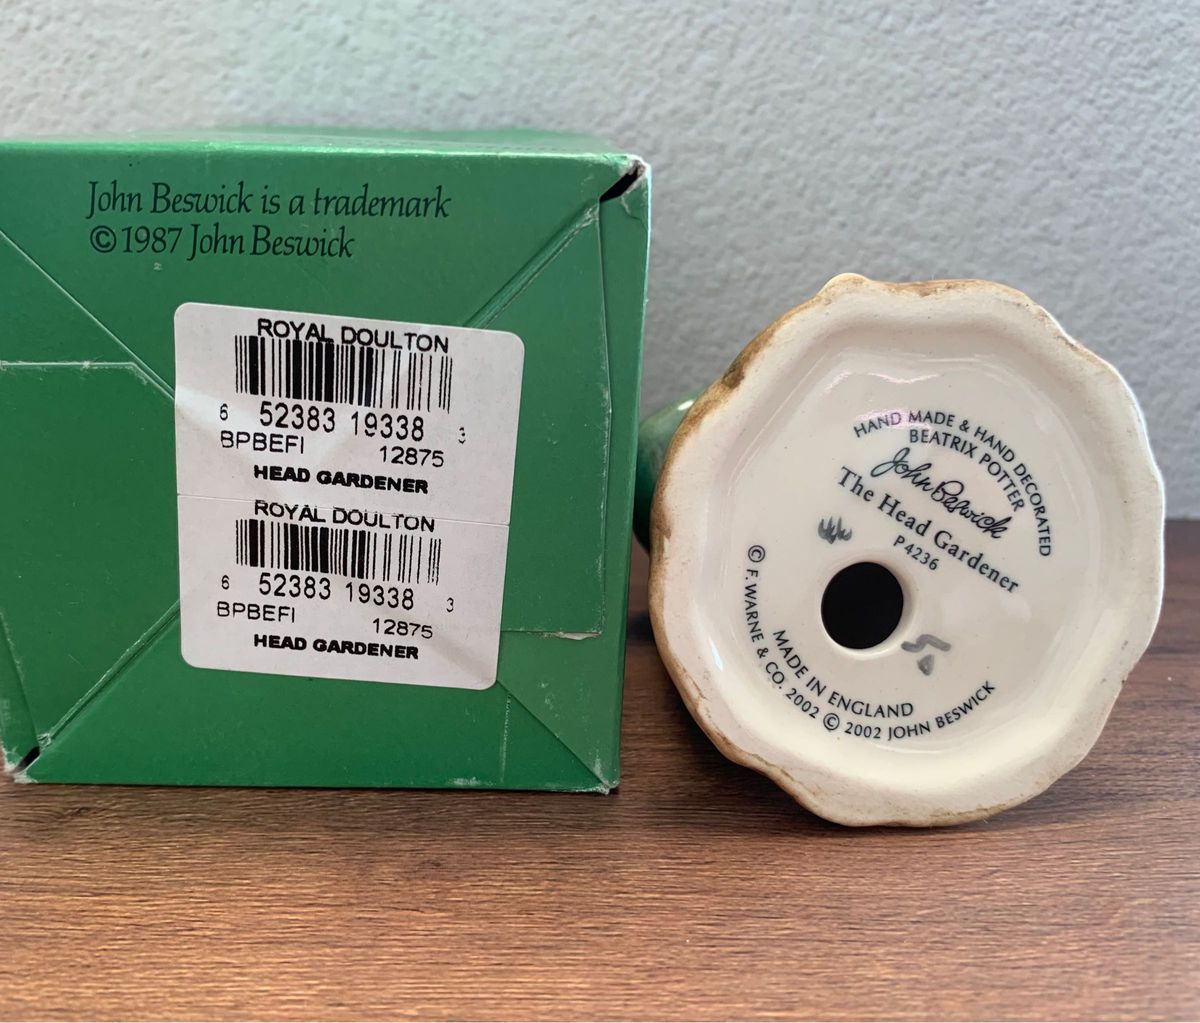 John Beswick is a trademark
© 1987 John Beswick
ROYAL DOULTON
6 52383 19338 3
BPBEFI 12875
HEAD GARDENER
ROYAL DOULTON
6 52383 19338 3
BPBEFI 12875
HEAD GARDENER
HAND MADE & HAND DECORATED
BEATRIX POTTER
John Beswick
The Head Gardener
P4236
MADE IN ENGLAND
© F. WARNE & CO. 2002 © 2002 JOHN BESWICK